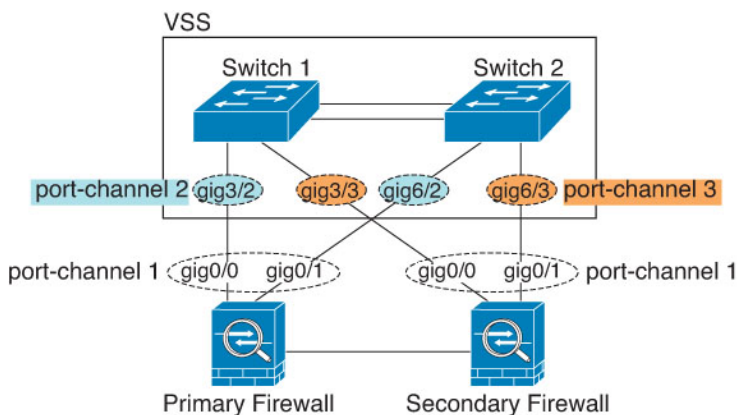 VSS
Switch 1
Switch 2
port-channel 2
gig3/2
gig3/3
gig6/2
gig6/3
port-channel 3
port-channel 1
gig0/0
gig0/1
gig0/0
gig0/1
port-channel 1
Primary Firewall
Secondary Firewall